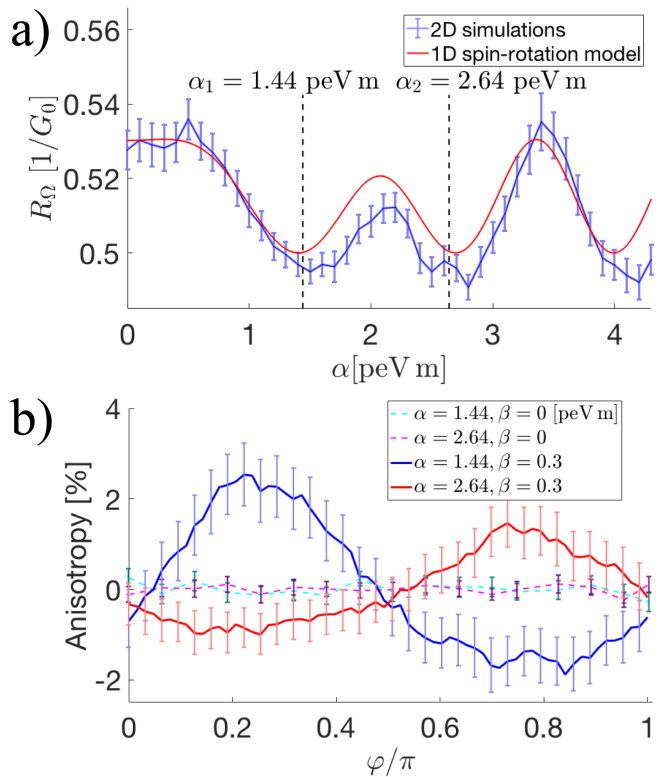 a)
0.56
0.54
0.52
0.5
R_Ω [1/G_0]
2D simulations
1D spin-rotation model
α_1 = 1.44 peV m α_2 = 2.64 peV m
0 1 2 3 4
α[peV m]
b)
4
2
0
-2
Anisotropy [%]
α = 1.44, β = 0 [peV m]
α = 2.64, β = 0
α = 1.44, β = 0.3
α = 2.64, β = 0.3
0 0.2 0.4 0.6 0.8 1
φ/π